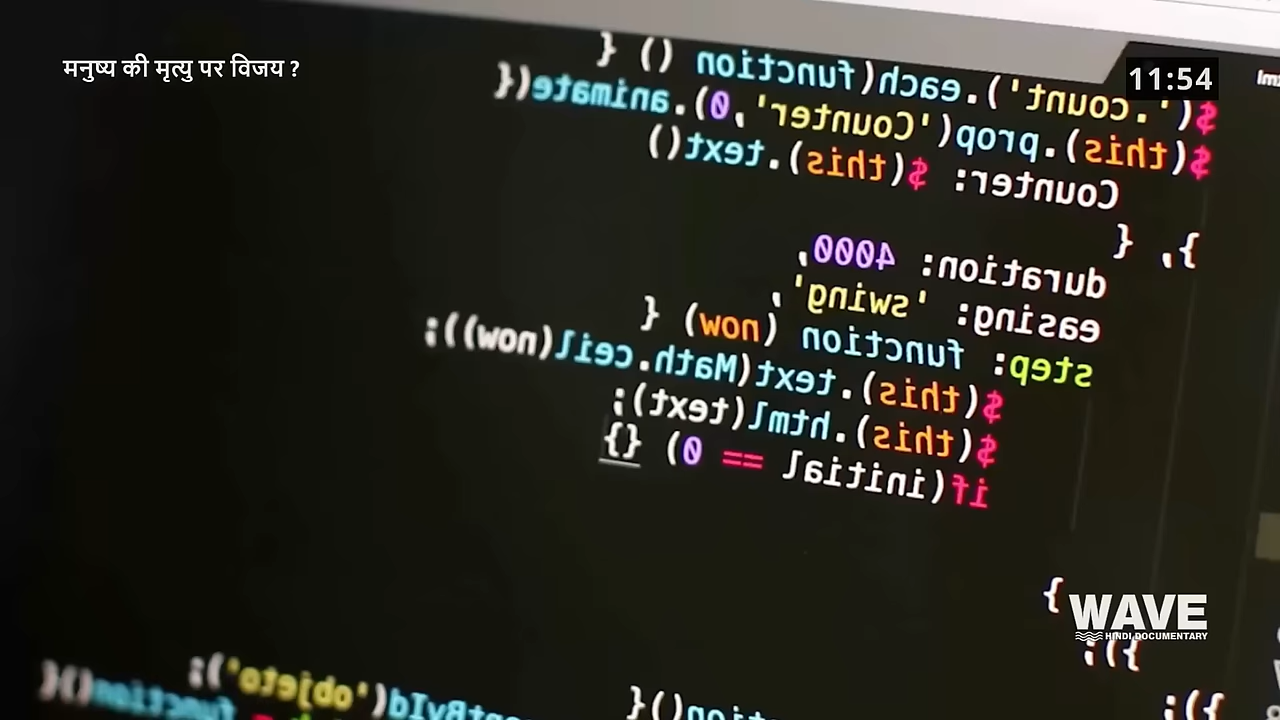 मनुष्य की मृत्यु पर विजय ?
11:54
$('.count').each(function () {
$(this).prop('Counter',0).animate({
Counter: $(this).text()
}, {
duration: 4000,
easing: 'swing',
step: function (now) {
$(this).text(Math.ceil(now));
$(this).html(text);
if(initial == 0) {}
}
});
});
WAVE
HINDI DOCUMENTARY